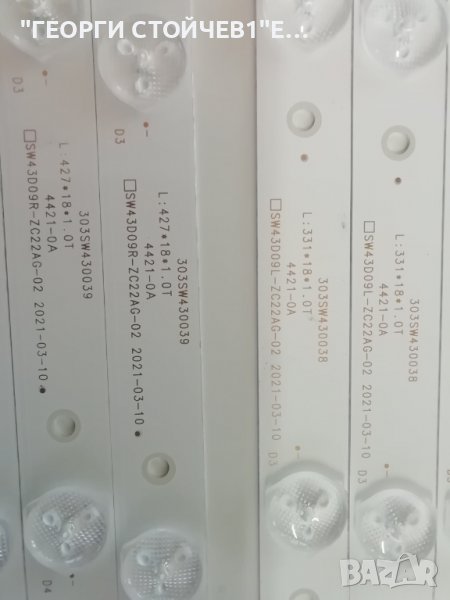 "ГЕОРГИ СТОЙЧЕВ1"Е...
D3
303SW430039
L:427*18*1.0T
4421-0A
SW43D09R-ZC22AG-02 2021-03-10
D4
D3
303SW430039
L:427*18*1.0T
4421-0A
SW43D09R-ZC22AG-02 2021-03-10
303SW430038
L:331*18*1.0T
4421-0A
SW43D09L-ZC22AG-02 2021-03-10
D3
303SW430038
L:331*18*1.0T
4421-0A
SW43D09L-ZC22AG-02 2021-03-10
D3
BAZAR